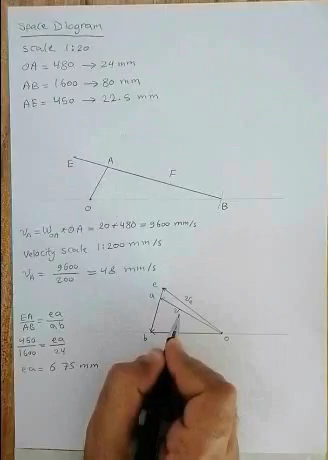 Space Diagram
Scale 1:20
OA = 480 → 24 mm
AB = 1600 → 80 mm
AE = 450 → 22.5 mm
E
A
F
O
B
VA = WOA * OA = 20 * 480 = 9600 mm/s
Velocity scale 1:200 mm/s
VA = 9600/200 = 48 mm/s
EA/AB = ea/ab
450/1600 = ea/24
ea = 6.75 mm
e
a
b
o